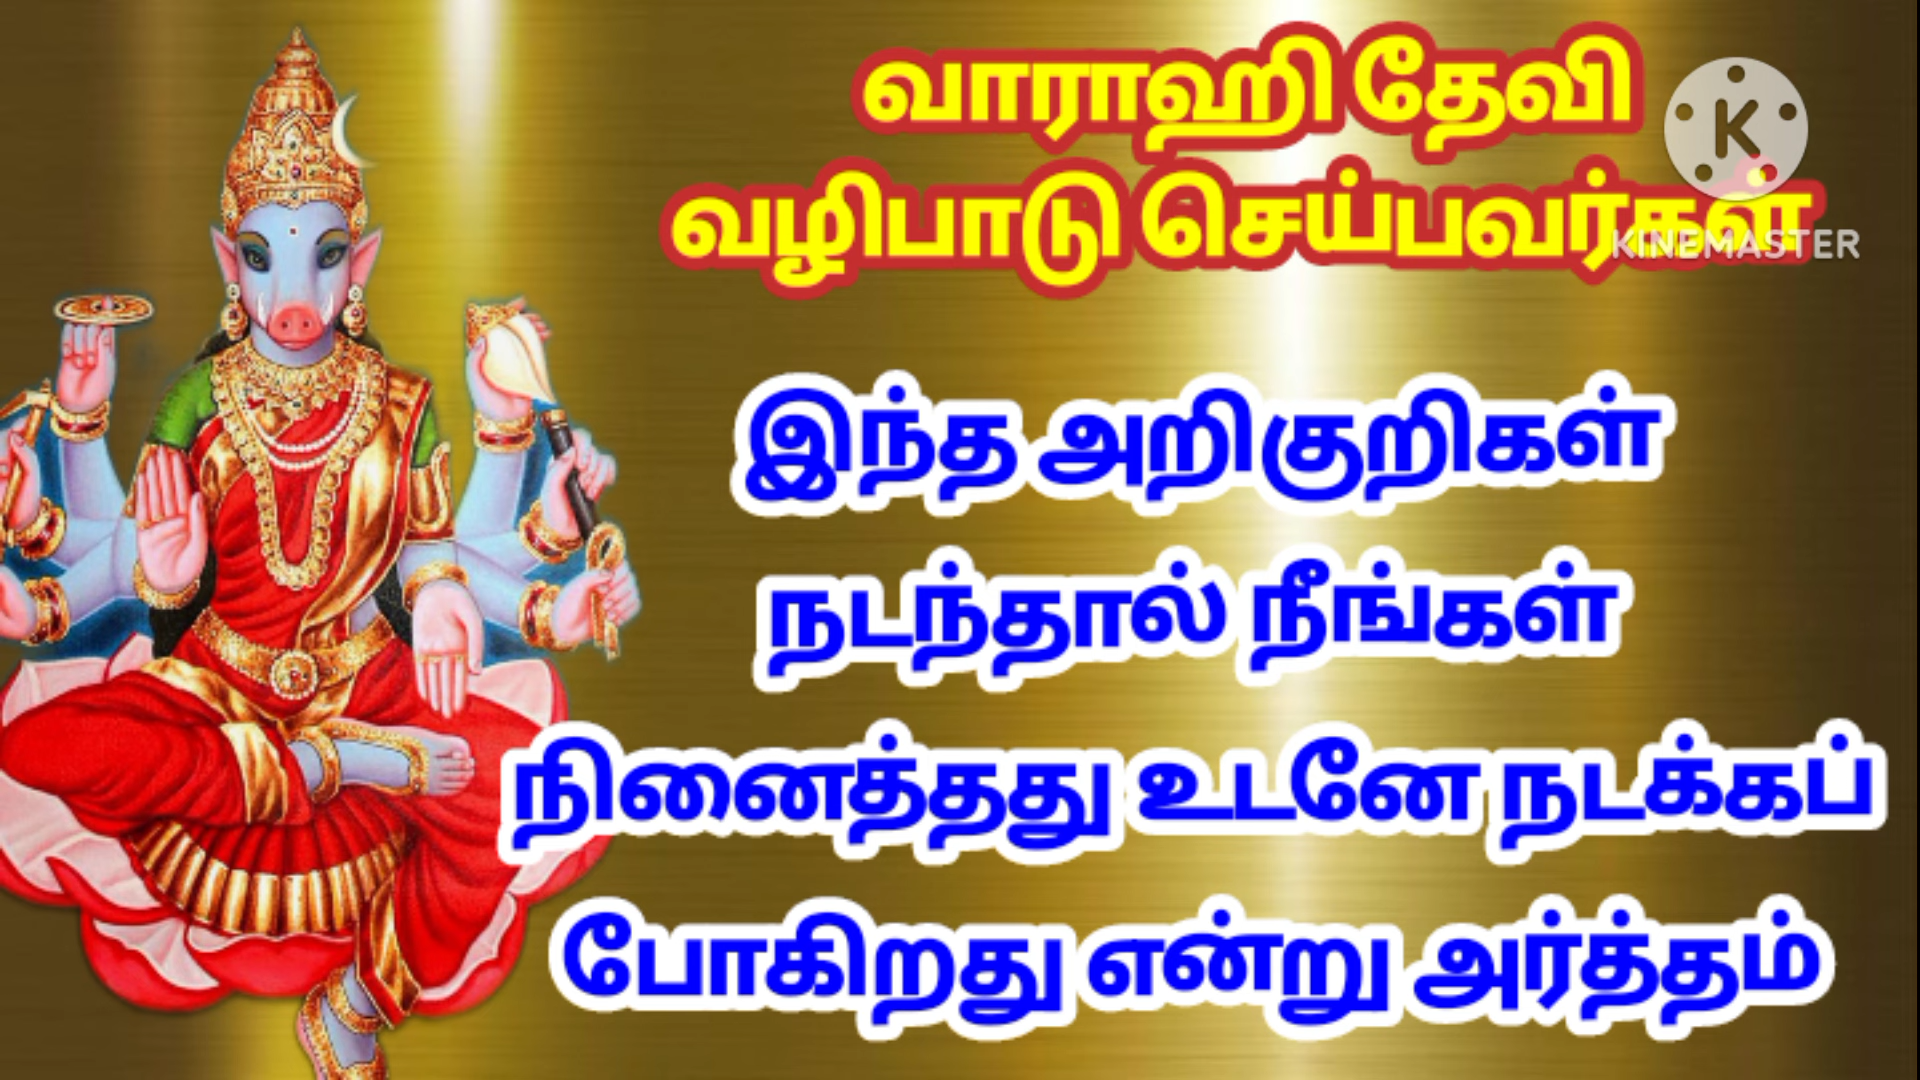 வாராஹி தேவி
வழிபாடு செய்பவர்கள்
K
KINEMASTER
இந்த அறிகுறிகள்
நடந்தால் நீங்கள்
நினைத்தது உடனே நடக்கப்
போகிறது என்று அர்த்தம்